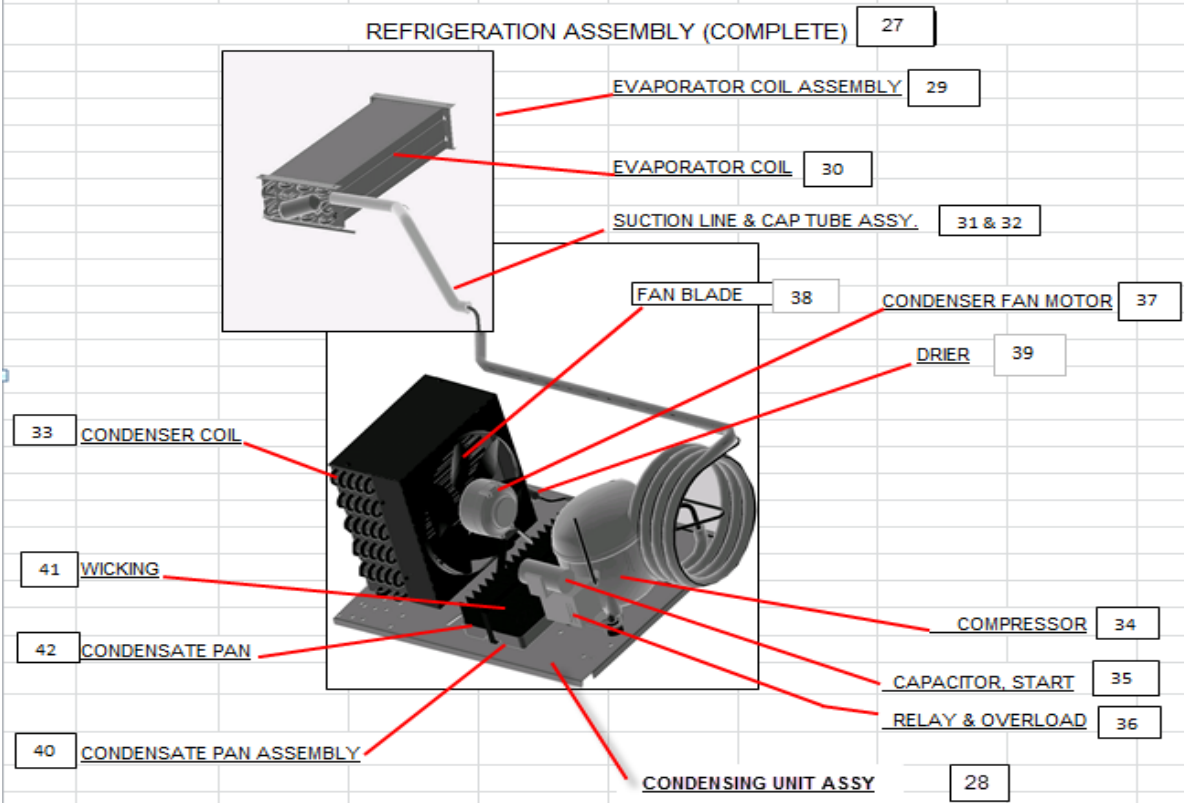 REFRIGERATION ASSEMBLY (COMPLETE) 27
EVAPORATOR COIL ASSEMBLY 29
EVAPORATOR COIL 30
SUCTION LINE & CAP TUBE ASSY. 31 & 32
FAN BLADE 38
CONDENSER FAN MOTOR 37
DRIER 39
33 CONDENSER COIL
41 WICKING
COMPRESSOR 34
42 CONDENSATE PAN
CAPACITOR, START 35
RELAY & OVERLOAD 36
40 CONDENSATE PAN ASSEMBLY
CONDENSING UNIT ASSY 28